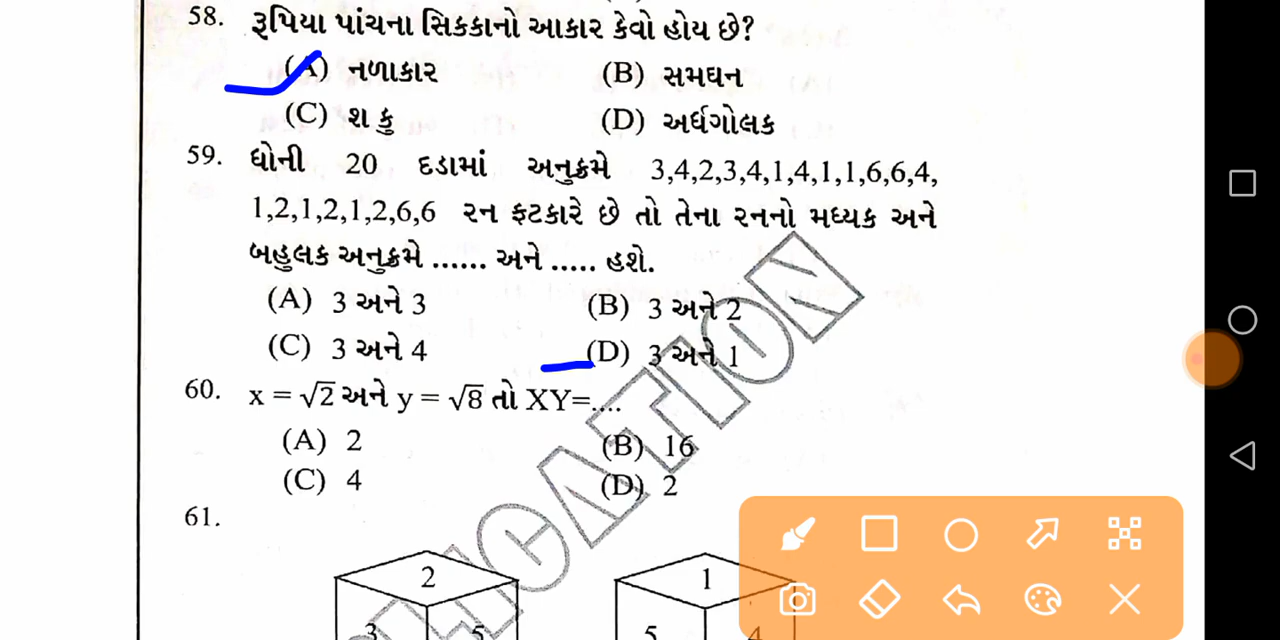 58. રૂપિયા પાંચના સિકકાનો આકાર કેવો હોય છે?
(A) નળાકાર (B) સમઘન
(C) શ કુ (D) અર્ધગોલક
59. ધોની 20 દડામાં અનુક્રમે 3,4,2,3,4,1,4,1,1,6,6,4,
1,2,1,2,1,2,6,6 રન ફટકારે છે તો તેના રનનો મધ્યક અને
બહુલક અનુક્રમે ...... અને ..... હશે.
(A) 3 અને 3 (B) 3 અને 2
(C) 3 અને 4 (D) 3 અને 1
60. x = √2 અને y = √8 તો XY=....
(A) 2 (B) 16
(C) 4 (D) 2
61.
2 1
3 5 5 4